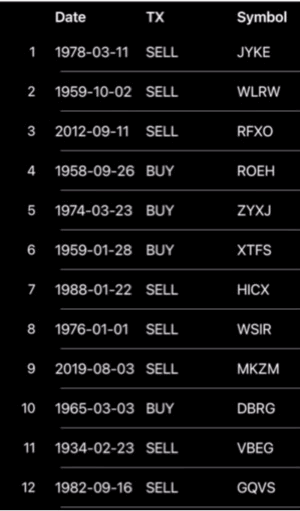 Date TX Symbol
1 1978-03-11 SELL JYKE
2 1959-10-02 SELL WLRW
3 2012-09-11 SELL RFXO
4 1958-09-26 BUY ROEH
5 1974-03-23 BUY ZYXJ
6 1959-01-28 BUY XTFS
7 1988-01-22 SELL HICX
8 1976-01-01 SELL WSIR
9 2019-08-03 SELL MKZM
10 1965-03-03 BUY DBRG
11 1934-02-23 SELL VBEG
12 1982-09-16 SELL GQVS